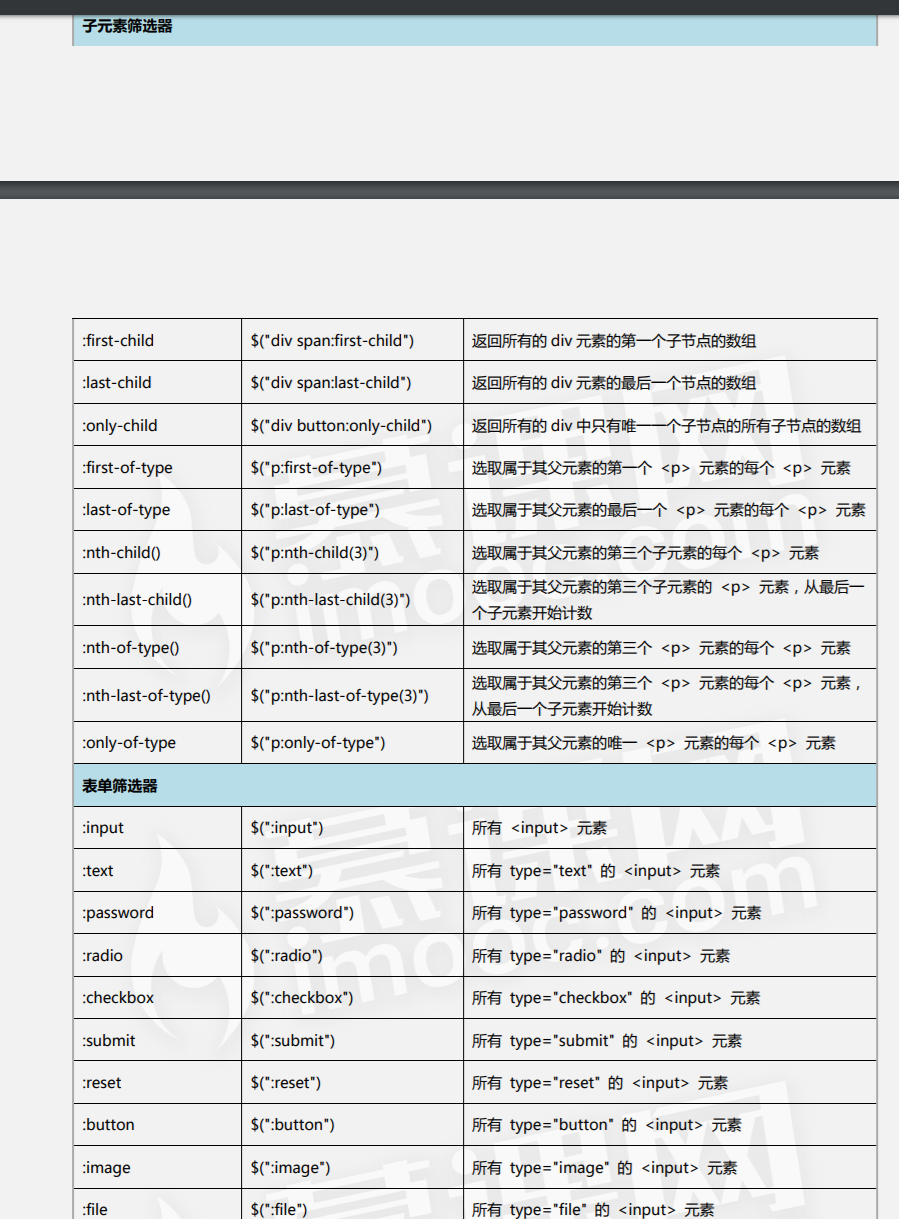 子元素筛选器
:first-child $("div span:first-child") 返回所有的 div 元素的第一个子节点的数组
:last-child $("div span:last-child") 返回所有的 div 元素的最后一个节点的数组
:only-child $("div button:only-child") 返回所有的 div 中只有唯一一个子节点的所有子节点的数组
:first-of-type $("p:first-of-type") 选取属于其父元素的第一个 <p> 元素的每个 <p> 元素
:last-of-type $("p:last-of-type") 选取属于其父元素的最后一个 <p> 元素的每个 <p> 元素
:nth-child() $("p:nth-child(3)") 选取属于其父元素的第三个子元素的每个 <p> 元素
:nth-last-child() $("p:nth-last-child(3)") 选取属于其父元素的第三个子元素的 <p> 元素，从最后一
个子元素开始计数
:nth-of-type() $("p:nth-of-type(3)") 选取属于其父元素的第三个 <p> 元素的每个 <p> 元素
:nth-last-of-type() $("p:nth-last-of-type(3)") 选取属于其父元素的第三个 <p> 元素的每个 <p> 元素，
从最后一个子元素开始计数
:only-of-type $("p:only-of-type") 选取属于其父元素的唯一 <p> 元素的每个 <p> 元素
表单筛选器
:input $(":input") 所有 <input> 元素
:text $(":text") 所有 type="text" 的 <input> 元素
:password $(":password") 所有 type="password" 的 <input> 元素
:radio $(":radio") 所有 type="radio" 的 <input> 元素
:checkbox $(":checkbox") 所有 type="checkbox" 的 <input> 元素
:submit $(":submit") 所有 type="submit" 的 <input> 元素
:reset $(":reset") 所有 type="reset" 的 <input> 元素
:button $(":button") 所有 type="button" 的 <input> 元素
:image $(":image") 所有 type="image" 的 <input> 元素
:file $(":file") 所有 type="file" 的 <input> 元素
慕课网
imooc.com
慕课网
imooc.com
慕课网